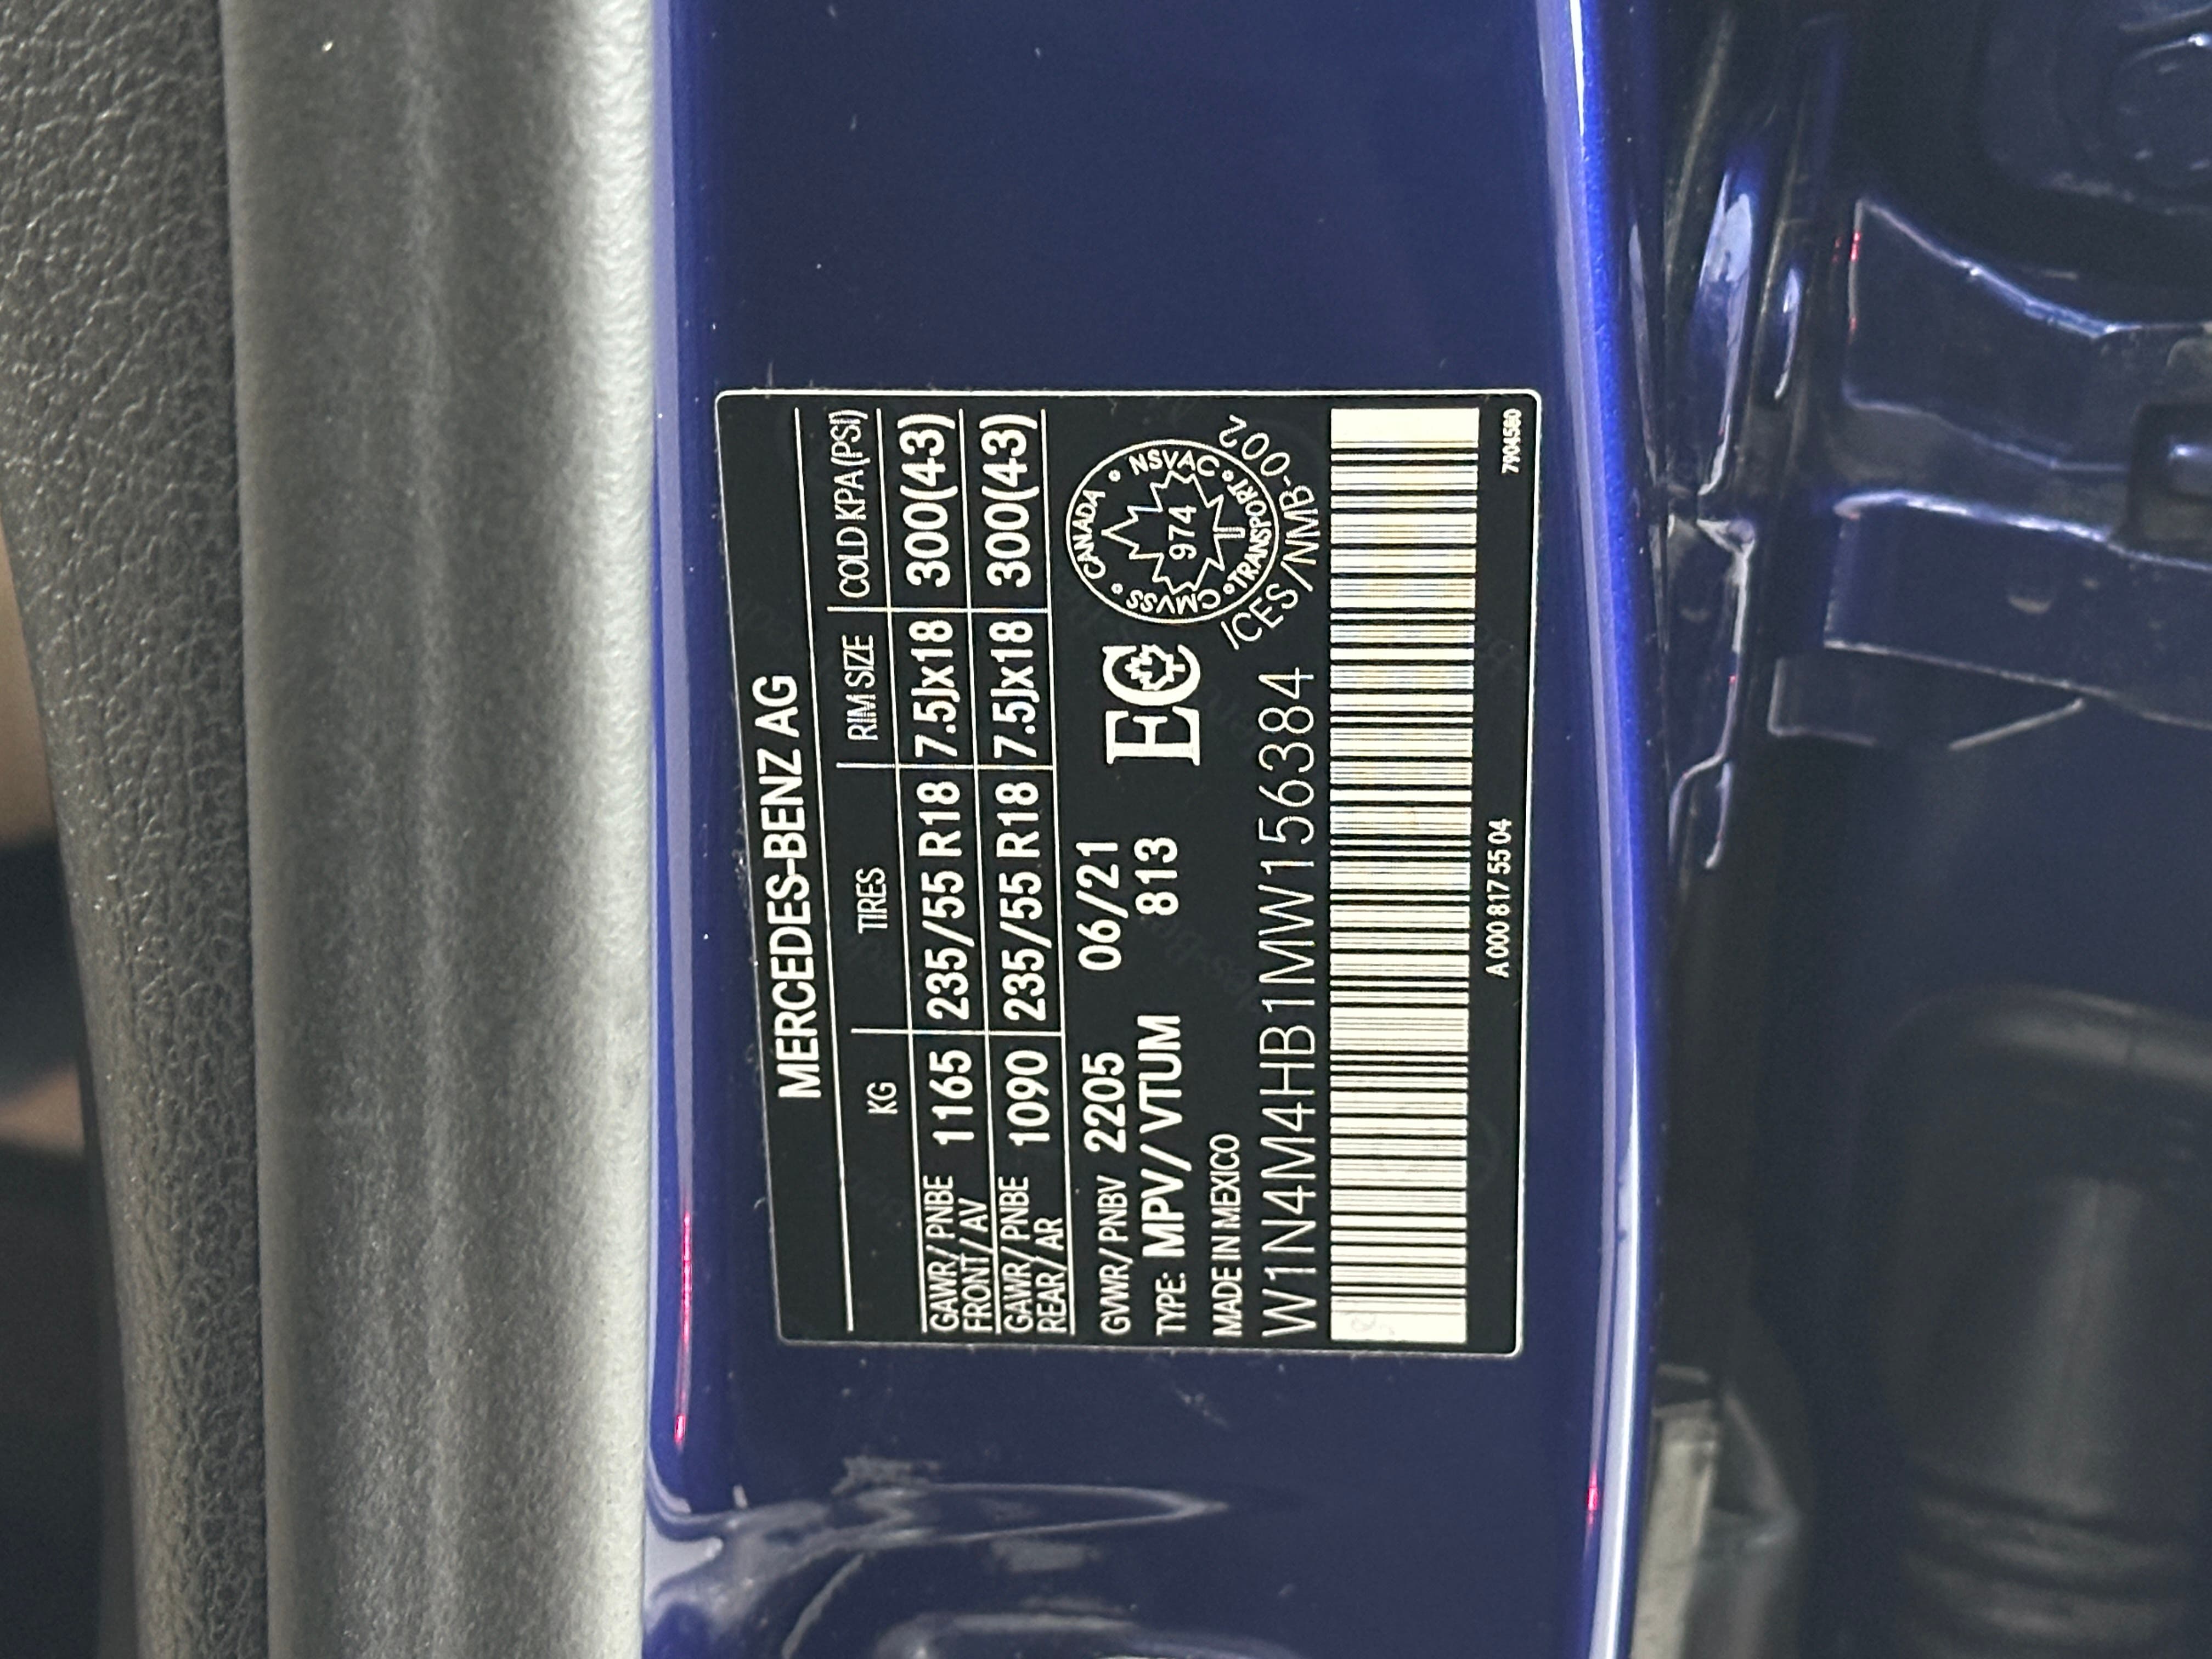 MERCEDES-BENZ AG
KG TIRES RIM SIZE COLD KPA(PSI)
GAWR/PNBE FRONT/AV 1165 235/55 R18 7.5Jx18 300(43)
GAWR/PNBE REAR/AR 1090 235/55 R18 7.5Jx18 300(43)
GVWR/PNBV 2205 06/21
TYPE: MPV/VTUM 813
EC
CANADA • NSVAC • TRANSPORT • CMVSS •
974
ICES/NMB-002
MADE IN MEXICO
W1N4M4HB1MW156384
A 000 817 55 04
7904580